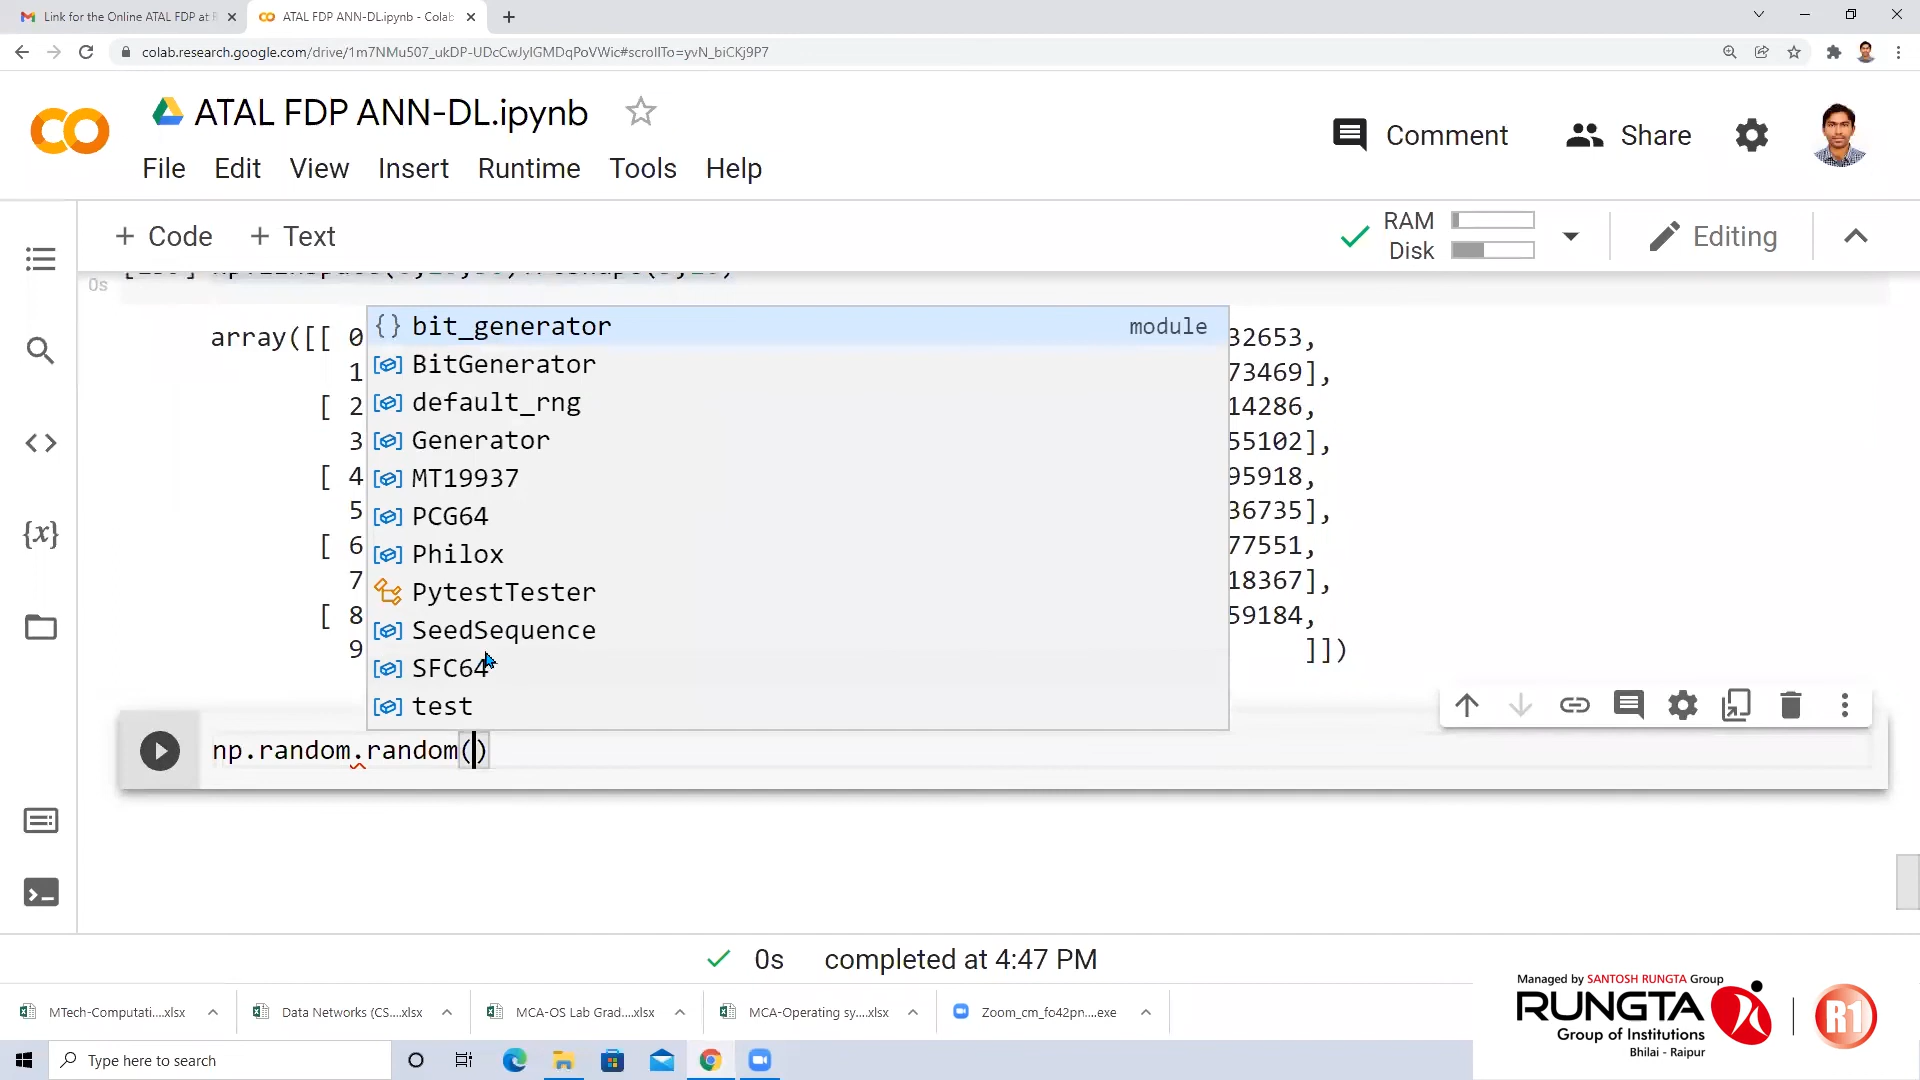 Link for the Online ATAL FDP at
ATAL FDP ANN-DL.ipynb - Colab
colab.research.google.com/drive/1m7NMu507_ukDP-UDcCwJyIGMDqPoVWic#scrollTo=yvN_biCKj9P7
ATAL FDP ANN-DL.ipynb
Comment
Share
File Edit View Insert Runtime Tools Help
+ Code + Text
RAM
Disk
Editing
0s
array([[ 0
32653,
1
73469],
[ 2
14286,
3
55102],
[ 4
95918,
5
36735],
[ 6
77551,
7
18367],
[ 8
59184,
9
]])
{} bit_generator module
BitGenerator
default_rng
Generator
MT19937
PCG64
Philox
PytestTester
SeedSequence
SFC64
test
np.random.random()
0s completed at 4:47 PM
MTech-Computati....xlsx
Data Networks (CS....xlsx
MCA-OS Lab Grad....xlsx
MCA-Operating sy....xlsx
Zoom_cm_fo42pn....exe
Type here to search
Managed by SANTOSH RUNGTA Group
RUNGTA
Group of Institutions
Bhilai - Raipur
R1